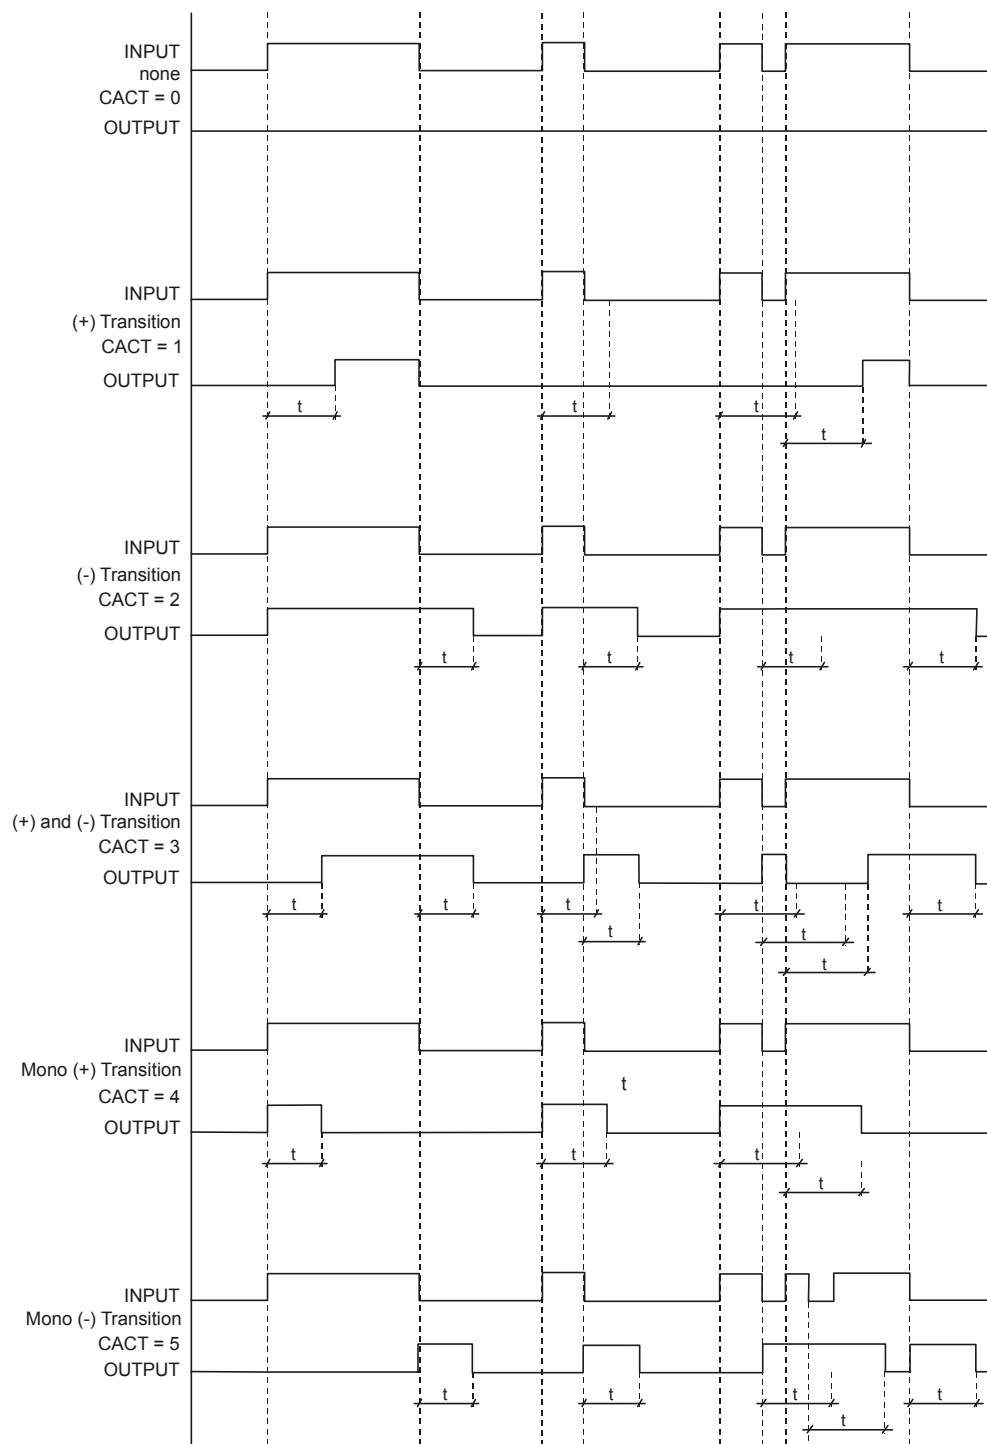 INPUT
none
CACT = 0
OUTPUT
INPUT
(+) Transition
CACT = 1
OUTPUT
t t t
t
INPUT
(-) Transition
CACT = 2
OUTPUT
t t t t
INPUT
(+) and (-) Transition
CACT = 3
OUTPUT
t t t t t
t
t
INPUT
Mono (+) Transition
t
CACT = 4
OUTPUT
t t t
t
INPUT
Mono (-) Transition
CACT = 5
OUTPUT
t t t t
t